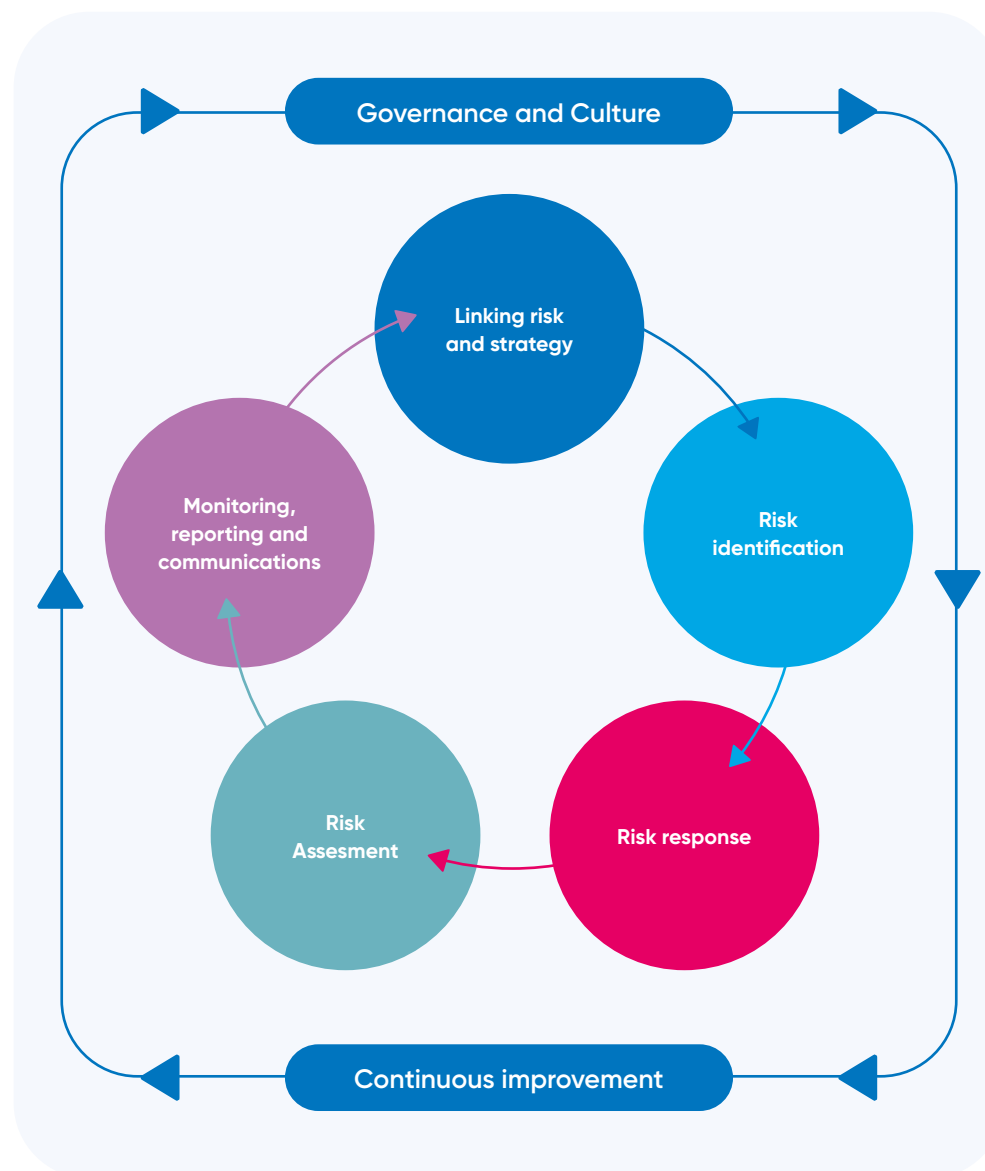 Governance and Culture
Linking risk
and strategy
Risk
identification
Risk response
Risk
Assesment
Monitoring,
reporting and
communications
Continuous improvement